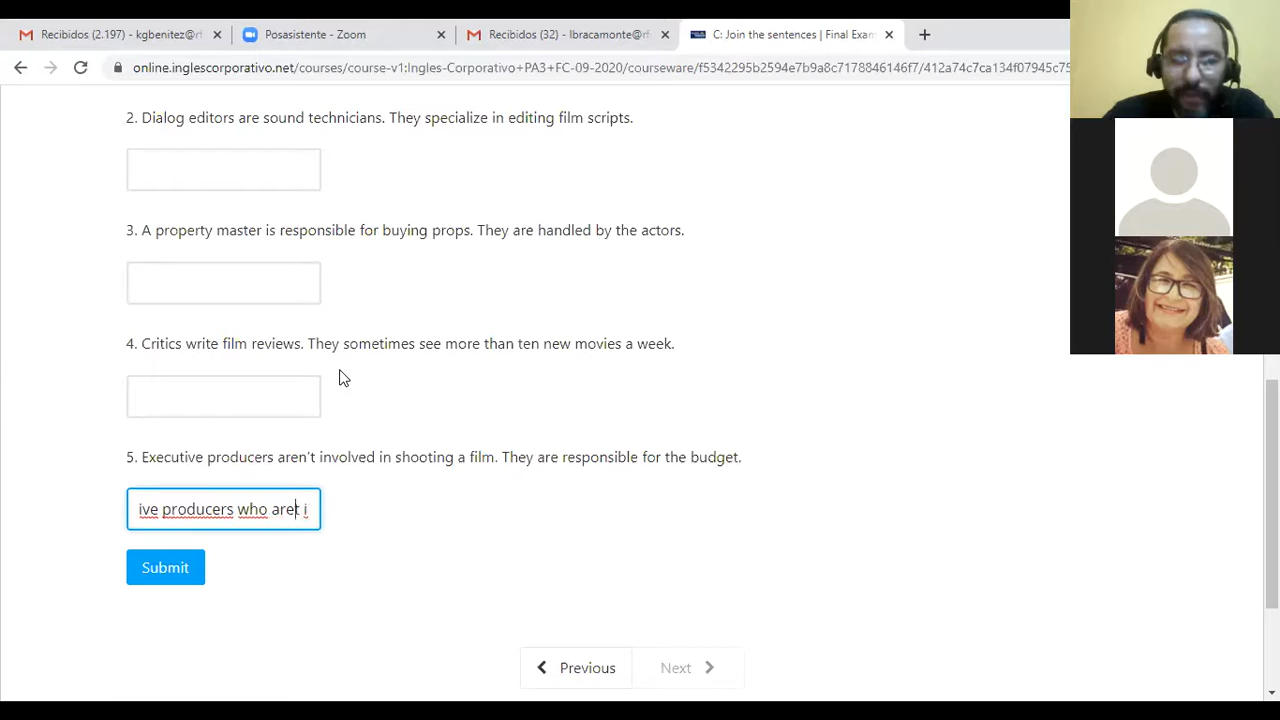 Recibidos (2.197) - kgbenitez@rf
Posasistente - Zoom
Recibidos (32) - lbracamonte@rf
C: Join the sentences | Final Exam
online.inglescorporativo.net/courses/course-v1:Ingles-Corporativo+PA3+FC-09-2020/courseware/f5342295b2594e7b9a8c7178846146f7/412a74c7ca134f07945c75
2. Dialog editors are sound technicians. They specialize in editing film scripts.
3. A property master is responsible for buying props. They are handled by the actors.
4. Critics write film reviews. They sometimes see more than ten new movies a week.
5. Executive producers aren't involved in shooting a film. They are responsible for the budget.
ive producers who aret i
Submit
Previous
Next